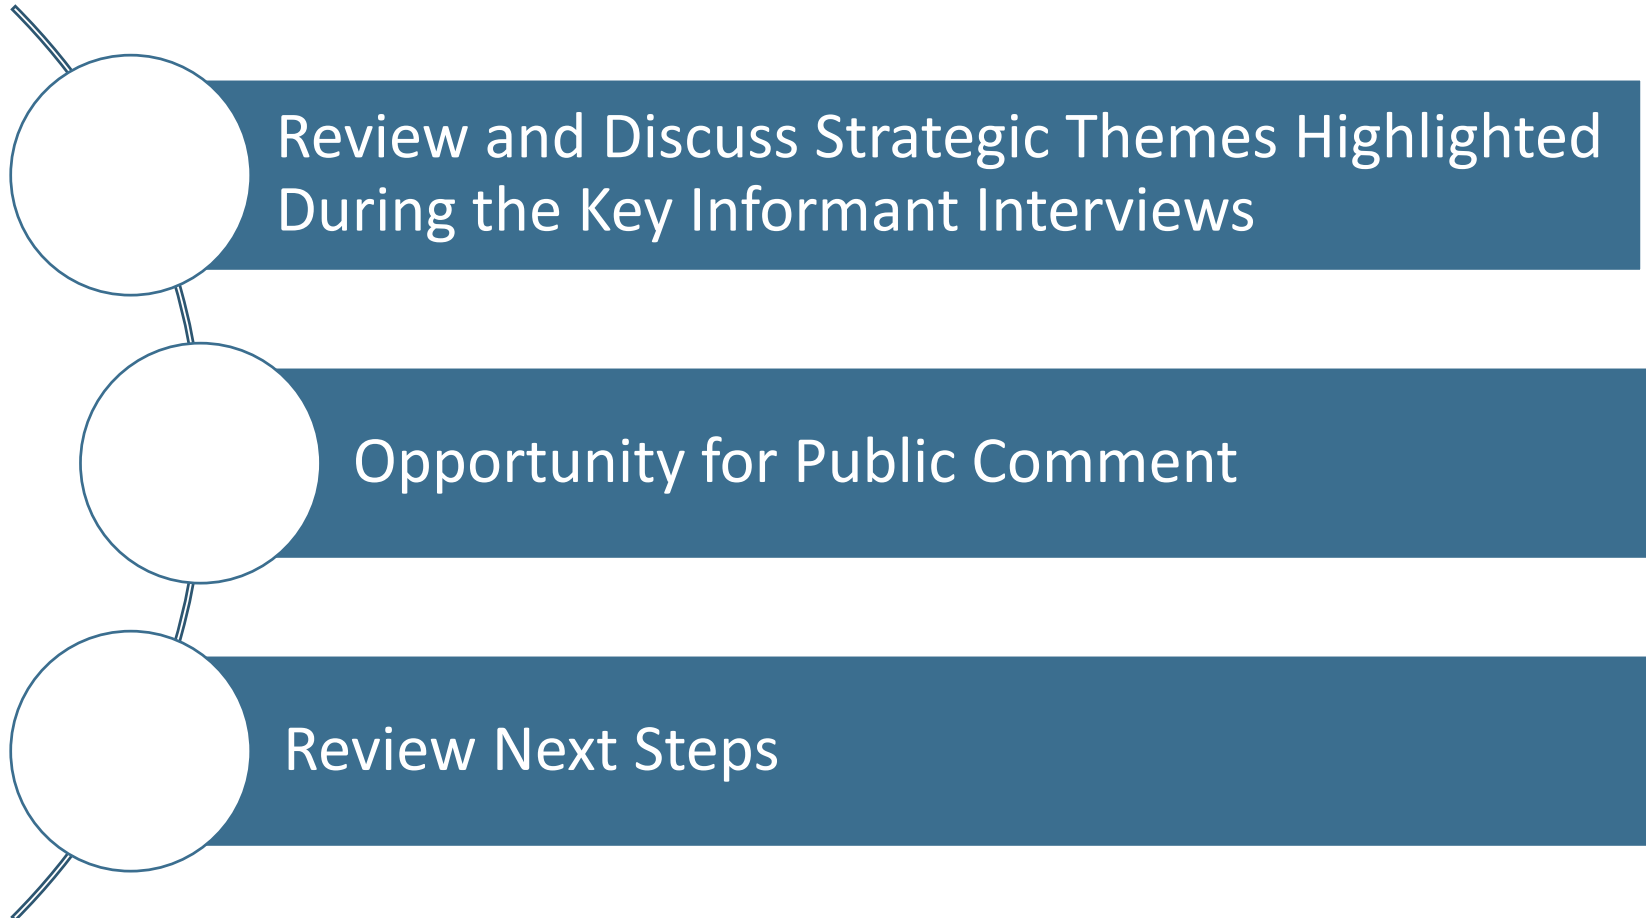 Review and Discuss Strategic Themes Highlighted
During the Key Informant Interviews
Opportunity for Public Comment
Review Next Steps